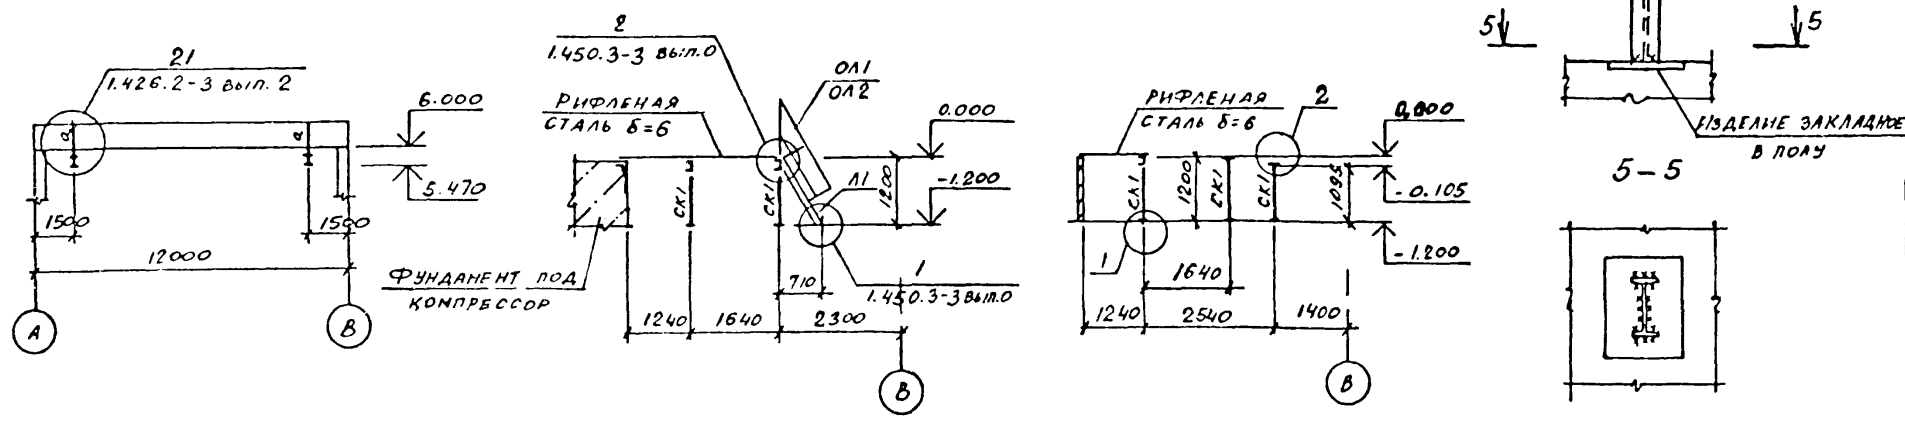 21
1.426.2-3 вып. 2
6.000
5.470
а
а
1500
1500
12000
А
В
2
1.450.3-3 вып.0
ОЛ1
ОЛ2
РИФЛЕНАЯ
СТАЛЬ δ=6
0.000
-1.200
1200
СК1
СК1
Л1
ФУНДАМЕНТ ПОД
КОМПРЕССОР
710
1
1.450.3-3 вып.0
1240
1640
2300
В
РИФЛЕНАЯ
СТАЛЬ δ=6
2
0.000
-0.105
-1.200
СК1
1200
СК1
СК1
1095
1
1640
1240
2540
1400
В
5
5
ИЗДЕЛИЕ ЗАКЛАДНОЕ
В ПОЛУ
5-5